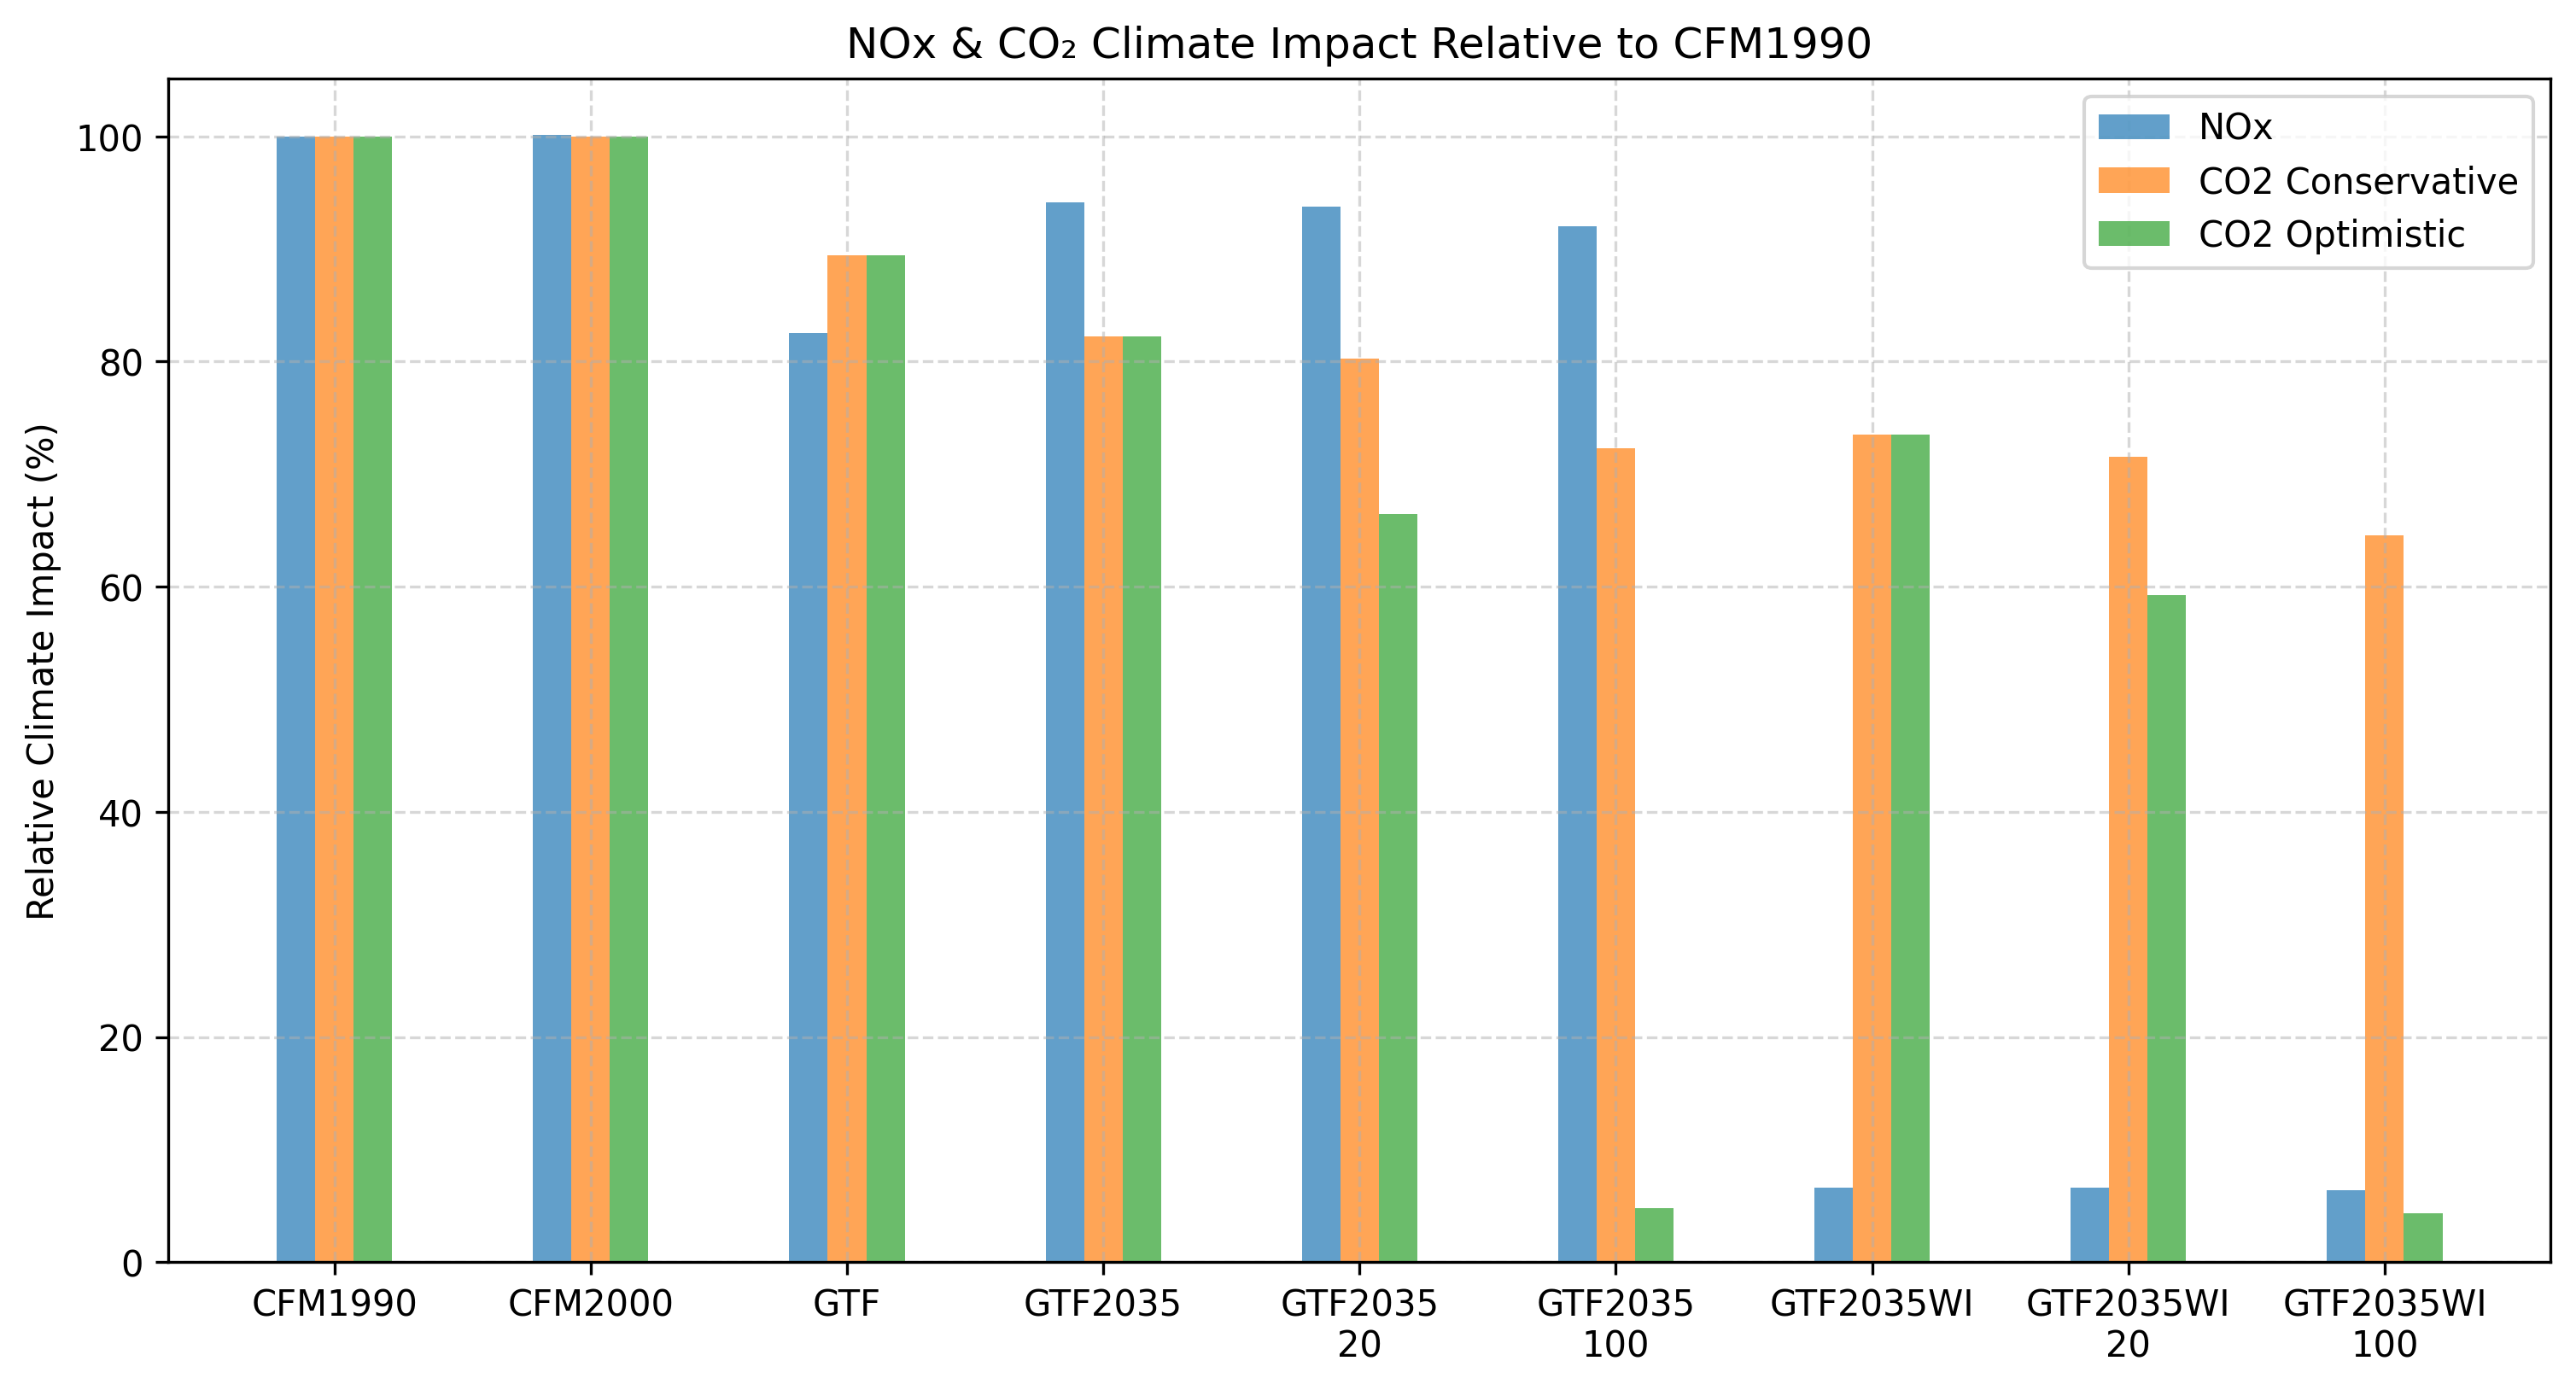 NOx & CO₂ Climate Impact Relative to CFM1990
NOx
CO2 Conservative
CO2 Optimistic
Relative Climate Impact (%)
100
80
60
40
20
0
CFM1990
CFM2000
GTF
GTF2035
GTF2035
20
GTF2035
100
GTF2035WI
GTF2035WI
20
GTF2035WI
100